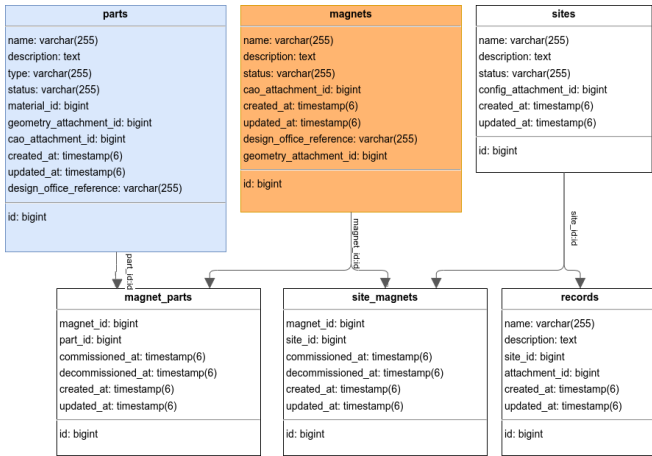 parts
name: varchar(255)
description: text
type: varchar(255)
status: varchar(255)
material_id: bigint
geometry_attachment_id: bigint
cao_attachment_id: bigint
created_at: timestamp(6)
updated_at: timestamp(6)
design_office_reference: varchar(255)
id: bigint
magnets
name: varchar(255)
description: text
status: varchar(255)
cao_attachment_id: bigint
created_at: timestamp(6)
updated_at: timestamp(6)
design_office_reference: varchar(255)
geometry_attachment_id: bigint
id: bigint
sites
name: varchar(255)
description: text
status: varchar(255)
config_attachment_id: bigint
created_at: timestamp(6)
updated_at: timestamp(6)
id: bigint
part_id:id
magnet_id:id
site_id:id
magnet_parts
magnet_id: bigint
part_id: bigint
commissioned_at: timestamp(6)
decommissioned_at: timestamp(6)
created_at: timestamp(6)
updated_at: timestamp(6)
id: bigint
site_magnets
magnet_id: bigint
site_id: bigint
commissioned_at: timestamp(6)
decommissioned_at: timestamp(6)
created_at: timestamp(6)
updated_at: timestamp(6)
id: bigint
records
name: varchar(255)
description: text
site_id: bigint
attachment_id: bigint
created_at: timestamp(6)
updated_at: timestamp(6)
id: bigint